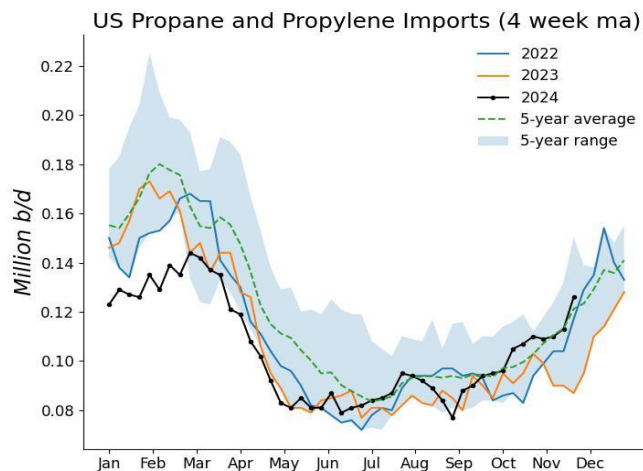 US Propane and Propylene Imports (4 week ma)
2022
2023
2024
5-year average
5-year range
Million b/d
0.22
0.20
0.18
0.16
0.14
0.12
0.10
0.08
Jan Feb Mar Apr May Jun Jul Aug Sep Oct Nov Dec